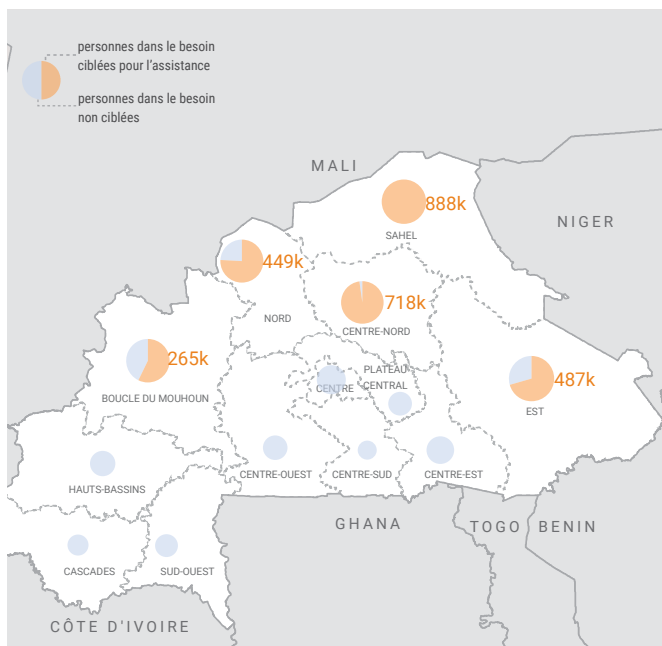 personnes dans le besoin
ciblées pour l'assistance
personnes dans le besoin
non ciblées
MALI
NIGER
888k
SAHEL
449k
NORD
718k
CENTRE-NORD
265k
BOUCLE DU MOUHOUN
PLATEAU
CENTRAL
CENTRE
487k
EST
HAUTS-BASSINS
CENTRE-OUEST
CENTRE-SUD
CENTRE-EST
GHANA
TOGO
BENIN
CASCADES
SUD-OUEST
CÔTE D'IVOIRE